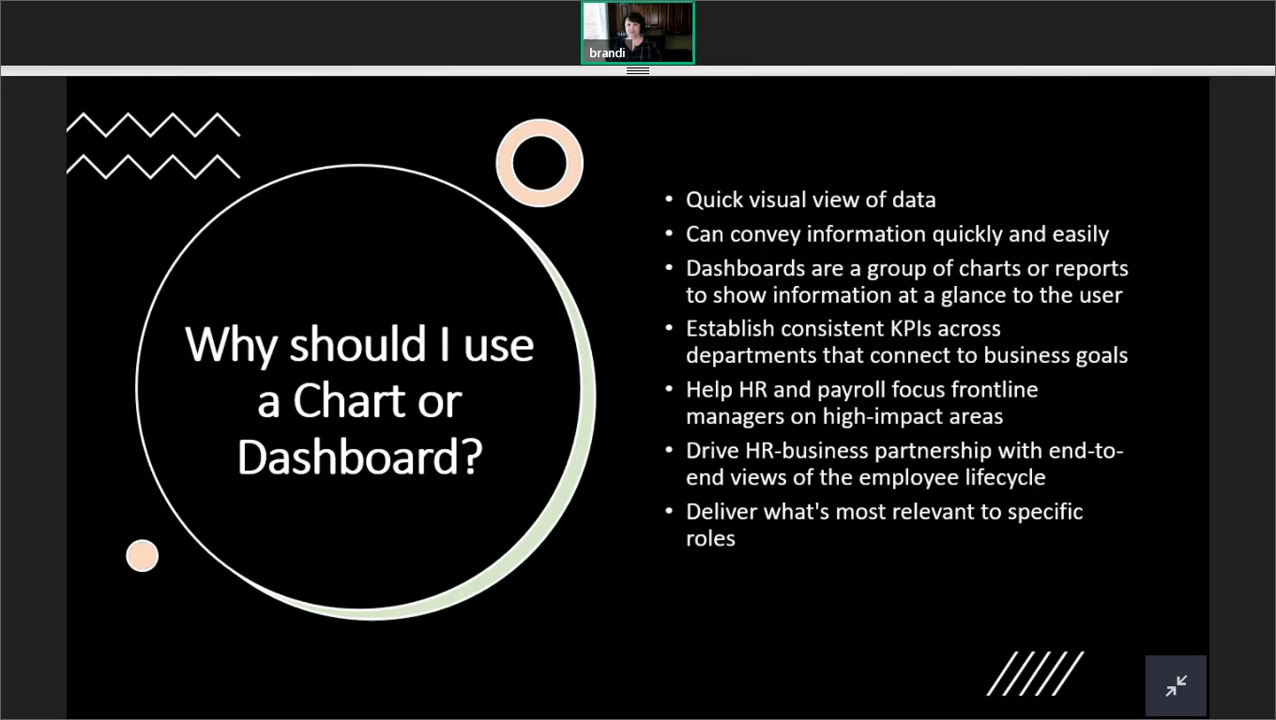 brandi
Why should I use
a Chart or
Dashboard?
• Quick visual view of data
• Can convey information quickly and easily
• Dashboards are a group of charts or reports
to show information at a glance to the user
• Establish consistent KPIs across
departments that connect to business goals
• Help HR and payroll focus frontline
managers on high-impact areas
• Drive HR-business partnership with end-to-
end views of the employee lifecycle
• Deliver what's most relevant to specific
roles